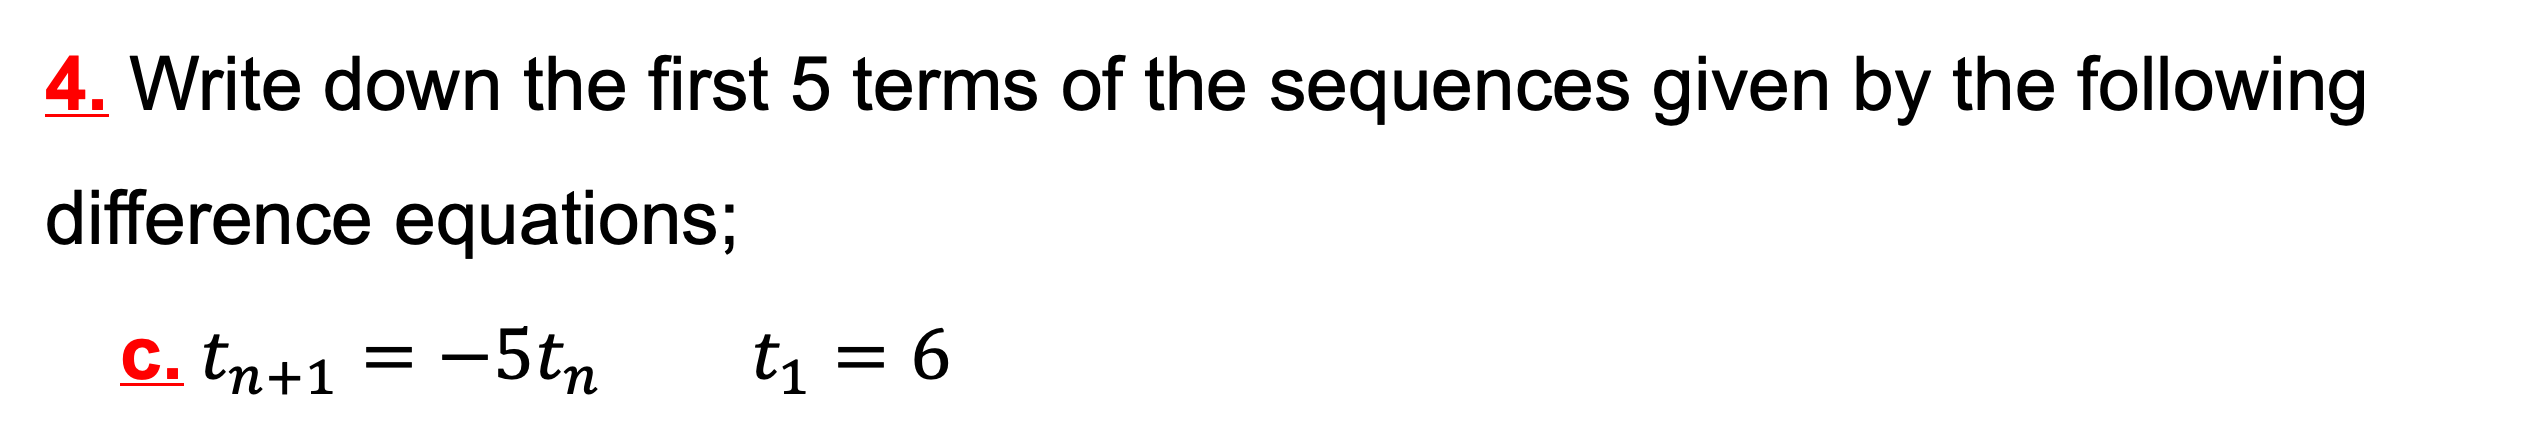 4. Write down the first 5 terms of the sequences given by the following
difference equations;
c. tₙ₊₁ = −5tₙ t₁ = 6